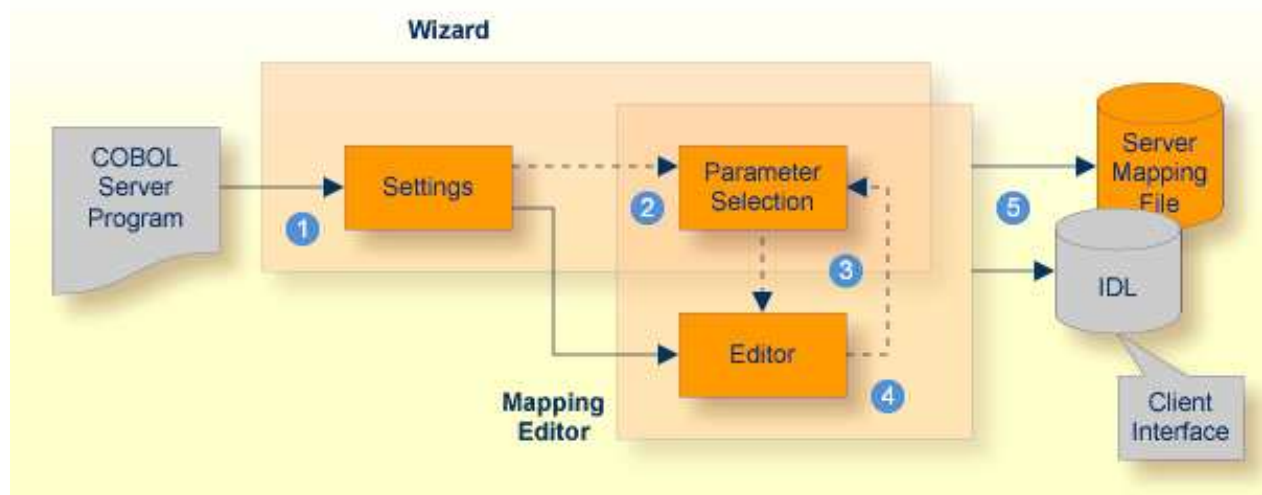 Wizard
COBOL
Server
Program
1
Settings
2
Parameter
Selection
3
Editor
4
Mapping
Editor
5
Server
Mapping
File
IDL
Client
Interface